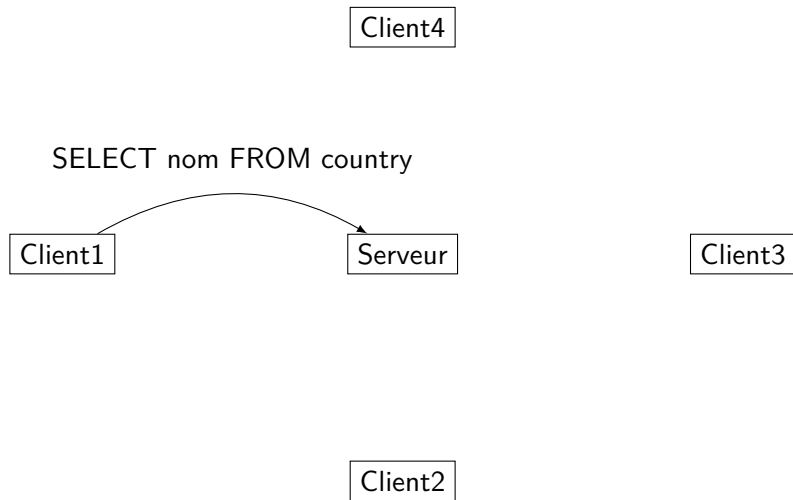 Client4
SELECT nom FROM country
Client1
Serveur
Client3
Client2